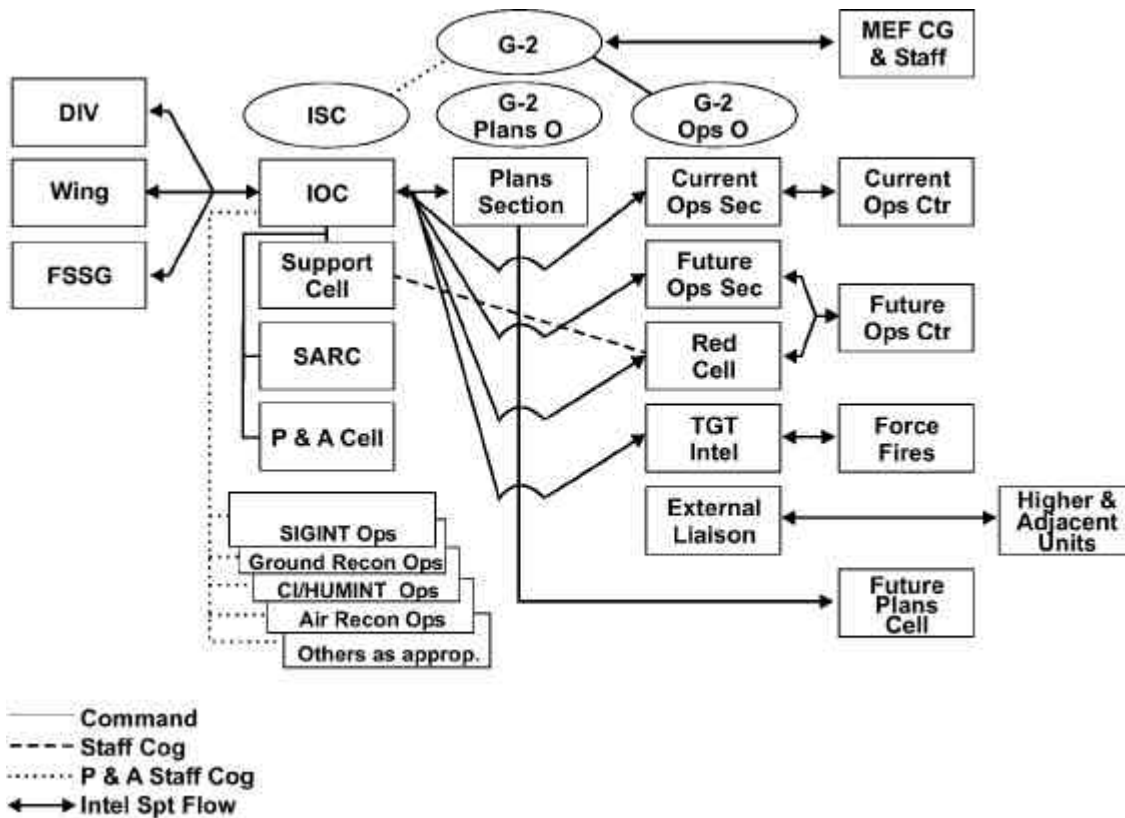 G-2
MEF CG
& Staff
ISC
G-2
Plans O
G-2
Ops O
DIV
Wing
FSSG
IOC
Plans
Section
Current
Ops Sec
Current
Ops Ctr
Support
Cell
Future
Ops Sec
Future
Ops Ctr
SARC
Red
Cell
P & A Cell
TGT
Intel
Force
Fires
External
Liaison
Higher &
Adjacent
Units
SIGINT Ops
Ground Recon Ops
CI/HUMINT Ops
Air Recon Ops
Others as approp.
Future
Plans
Cell
Command
Staff Cog
P & A Staff Cog
Intel Spt Flow